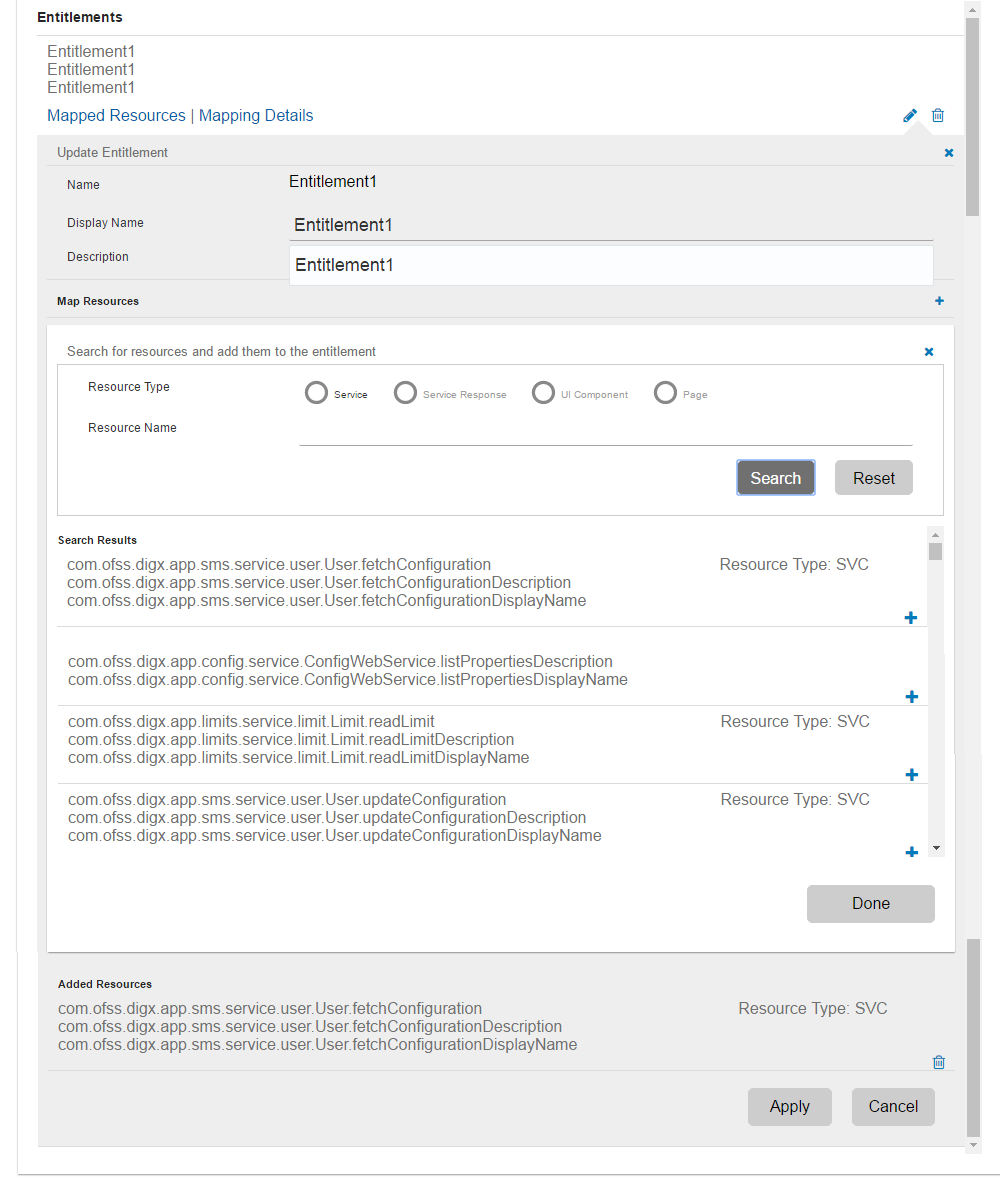 Entitlements
Entitlement1
Entitlement1
Entitlement1
Mapped Resources | Mapping Details
Update Entitlement
Name Entitlement1
Display Name Entitlement1
Description Entitlement1
Map Resources
Search for resources and add them to the entitlement
Resource Type Service Service Response UI Component Page
Resource Name
Search Reset
Search Results
com.ofss.digx.app.sms.service.user.User.fetchConfiguration Resource Type: SVC
com.ofss.digx.app.sms.service.user.User.fetchConfigurationDescription
com.ofss.digx.app.sms.service.user.User.fetchConfigurationDisplayName
com.ofss.digx.app.config.service.ConfigWebService.listPropertiesDescription
com.ofss.digx.app.config.service.ConfigWebService.listPropertiesDisplayName
com.ofss.digx.app.limits.service.limit.Limit.readLimit Resource Type: SVC
com.ofss.digx.app.limits.service.limit.Limit.readLimitDescription
com.ofss.digx.app.limits.service.limit.Limit.readLimitDisplayName
com.ofss.digx.app.sms.service.user.User.updateConfiguration Resource Type: SVC
com.ofss.digx.app.sms.service.user.User.updateConfigurationDescription
com.ofss.digx.app.sms.service.user.User.updateConfigurationDisplayName
Done
Added Resources
com.ofss.digx.app.sms.service.user.User.fetchConfiguration Resource Type: SVC
com.ofss.digx.app.sms.service.user.User.fetchConfigurationDescription
com.ofss.digx.app.sms.service.user.User.fetchConfigurationDisplayName
Apply Cancel